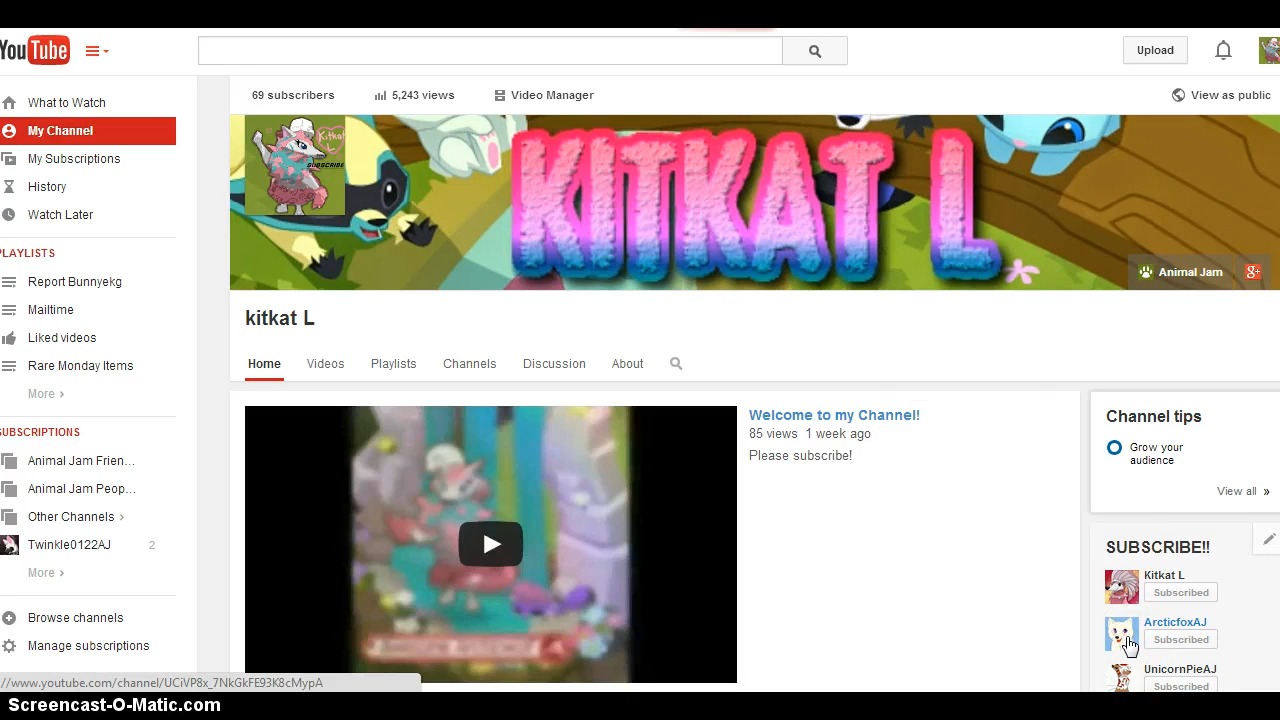 YouTube
Upload
What to Watch
My Channel
My Subscriptions
History
Watch Later
PLAYLISTS
Report Bunnyekg
Mailtime
Liked videos
Rare Monday Items
More ›
SUBSCRIPTIONS
Animal Jam Frien...
Animal Jam Peop...
Other Channels ›
Twinkle0122AJ 2
More ›
Browse channels
Manage subscriptions
69 subscribers 5,243 views Video Manager View as public
Kitkat
L
SUBSCRIBE
KITKAT L
Animal Jam g+
kitkat L
Home Videos Playlists Channels Discussion About
Welcome to my Channel!
85 views 1 week ago
Please subscribe!
Channel tips
Grow your
audience
View all »
SUBSCRIBE!!
Kitkat L
Subscribed
ArcticfoxAJ
Subscribed
UnicornPieAJ
Subscribed
//www.youtube.com/channel/UCiVP8x_7NkGkFE93K8cMypA
Screencast-O-Matic.com